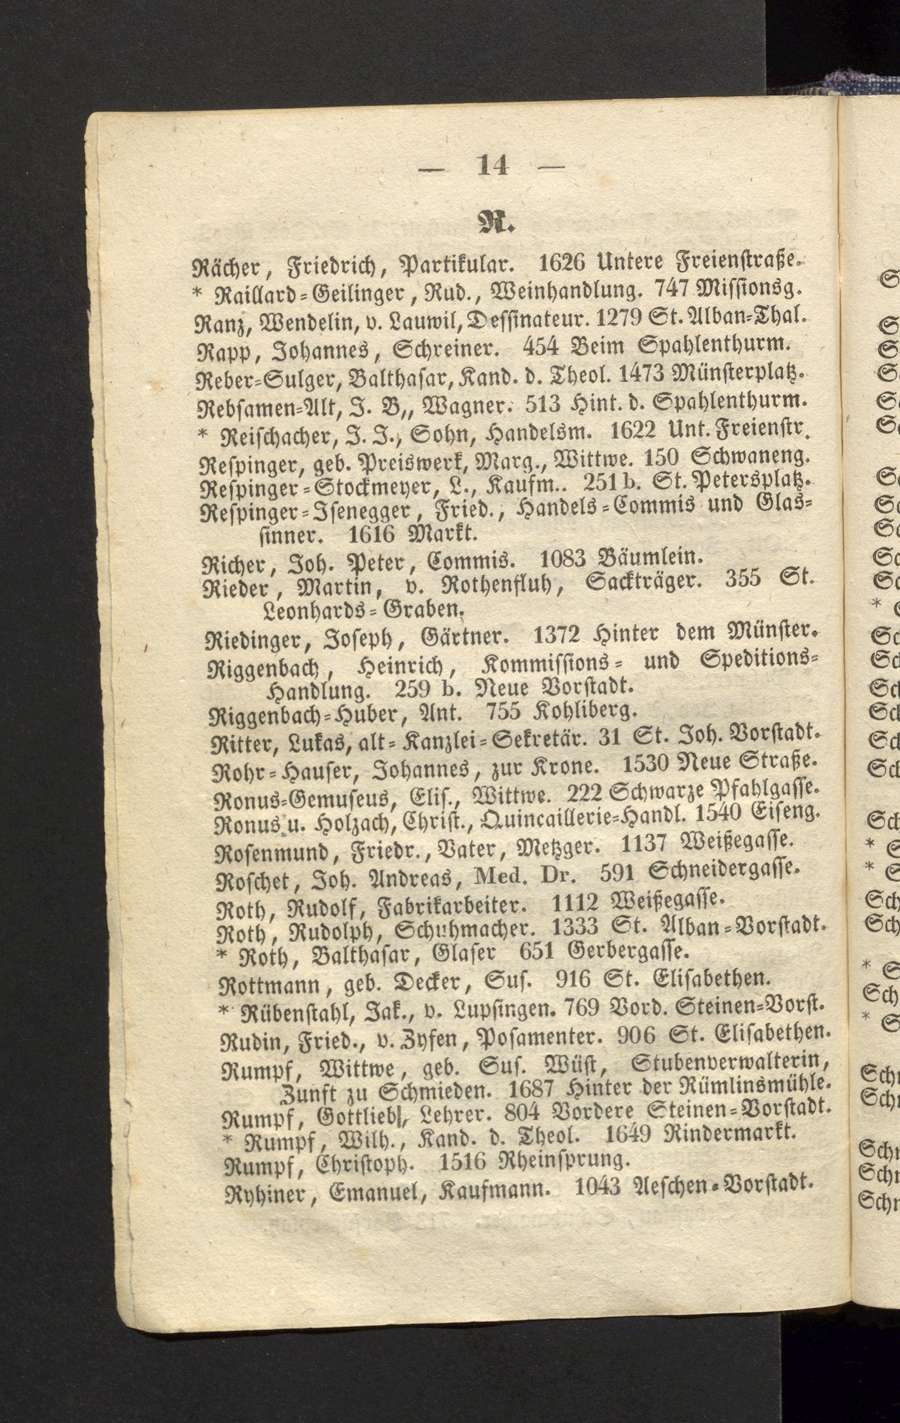 — 14 —
R.
Rächer, Friedrich, Partikular. 1626 Untere Freienstraße.
* Raillard-Geilinger, Rud., Weinhandlung. 747 Missionsg.
Ranz, Wendelin, v. Lauwil, Dessinateur. 1279 St. Alban-Thal.
Rapp, Johannes, Schreiner. 454 Beim Spahlenthurm.
Reber-Sulger, Balthasar, Kand. d. Theol. 1473 Münsterplatz.
Rebsamen-Alt, J. B,, Wagner. 513 Hint. d. Spahlenthurm.
* Reischacher, J. J., Sohn, Handelsm. 1622 Unt. Freienstr.
Respinger, geb. Preiswerk, Marg., Wittwe. 150 Schwaneng.
Respinger-Stockmeyer, L., Kaufm.. 251 b. St. Petersplatz.
Respinger-Isenegger, Fried., Handels-Commis und Glas-
sinner. 1616 Markt.
Richer, Joh. Peter, Commis. 1083 Bäumlein.
Rieder, Martin, v. Rothenfluh, Sackträger. 355 St.
Leonhards-Graben.
Riedinger, Joseph, Gärtner. 1372 Hinter dem Münster.
Riggenbach, Heinrich, Kommissions- und Speditions-
Handlung. 259 b. Neue Vorstadt.
Riggenbach-Huber, Ant. 755 Kohliberg.
Ritter, Lukas, alt-Kanzlei-Sekretär. 31 St. Joh. Vorstadt.
Rohr-Hauser, Johannes, zur Krone. 1530 Neue Straße.
Ronus-Gemuseus, Elis., Wittwe. 222 Schwarze Pfahlgasse.
Ronus u. Holzach, Christ., Quincaillerie-Handl. 1540 Eiseng.
Rosenmund, Friedr., Vater, Metzger. 1137 Weißegasse.
Roschet, Joh. Andreas, Med. Dr. 591 Schneidergasse.
Roth, Rudolf, Fabrikarbeiter. 1112 Weißegasse.
Roth, Rudolph, Schuhmacher. 1333 St. Alban-Vorstadt.
* Roth, Balthasar, Glaser 651 Gerbergasse.
Rottmann, geb. Decker, Sus. 916 St. Elisabethen.
* Rübenstahl, Jak., v. Lupsingen. 769 Vord. Steinen-Vorst.
Rudin, Fried., v. Zyfen, Posamenter. 906 St. Elisabethen.
Rumpf, Wittwe, geb. Sus. Wüst, Stubenverwalterin,
Zunft zu Schmieden. 1687 Hinter der Rümlinsmühle.
Rumpf, Gottlieb, Lehrer. 804 Vordere Steinen-Vorstadt.
* Rumpf, Wilh., Kand. d. Theol. 1649 Rindermarkt.
Rumpf, Christoph. 1516 Rheinsprung.
Ryhiner, Emanuel, Kaufmann. 1043 Aeschen-Vorstadt.